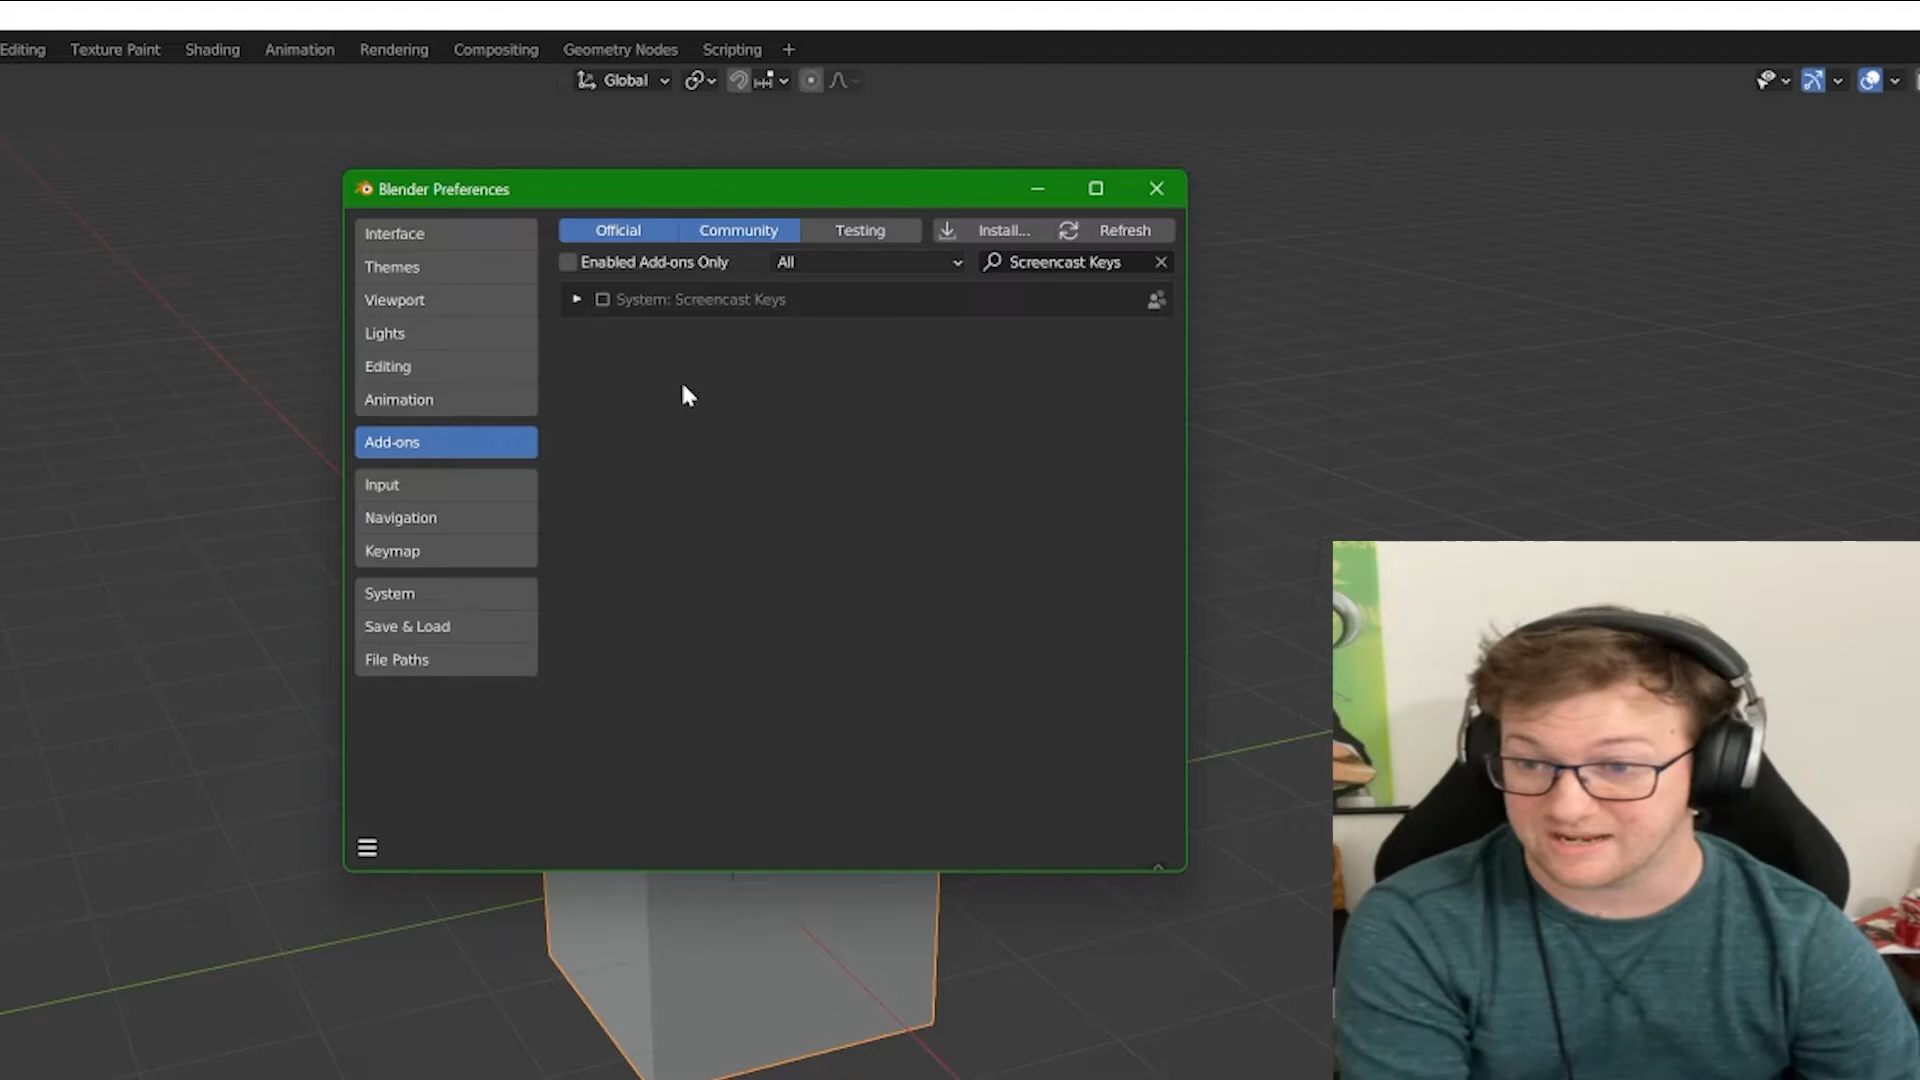 Editing Texture Paint Shading Animation Rendering Compositing Geometry Nodes Scripting +
Global
Blender Preferences
Interface
Themes
Viewport
Lights
Editing
Animation
Add-ons
Input
Navigation
Keymap
System
Save & Load
File Paths
Official Community Testing Install... Refresh
Enabled Add-ons Only All Screencast Keys
System: Screencast Keys